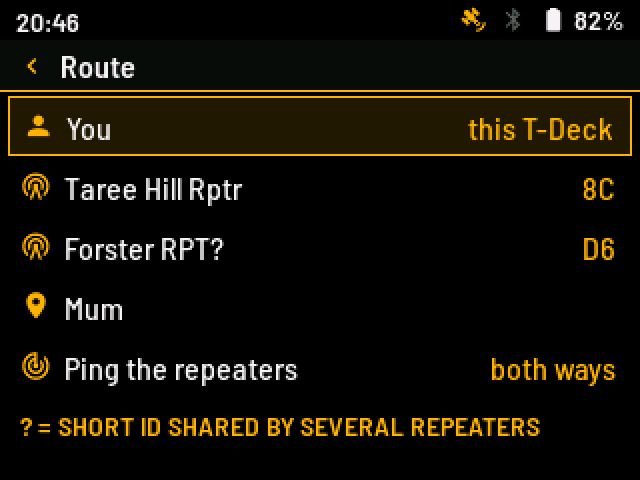 20:46 82%
Route
You this T-Deck
Taree Hill Rptr 8C
Forster RPT? D6
Mum
Ping the repeaters both ways
? = SHORT ID SHARED BY SEVERAL REPEATERS